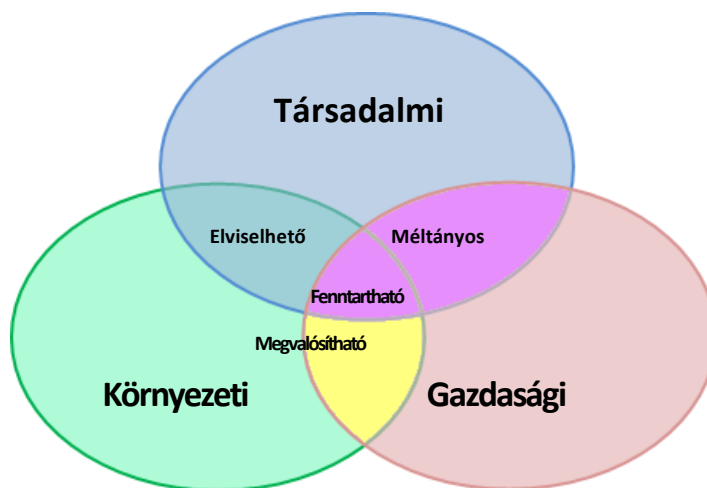 Társadalmi
Elviselhető
Méltányos
Fenntartható
Megvalósítható
Környezeti
Gazdasági